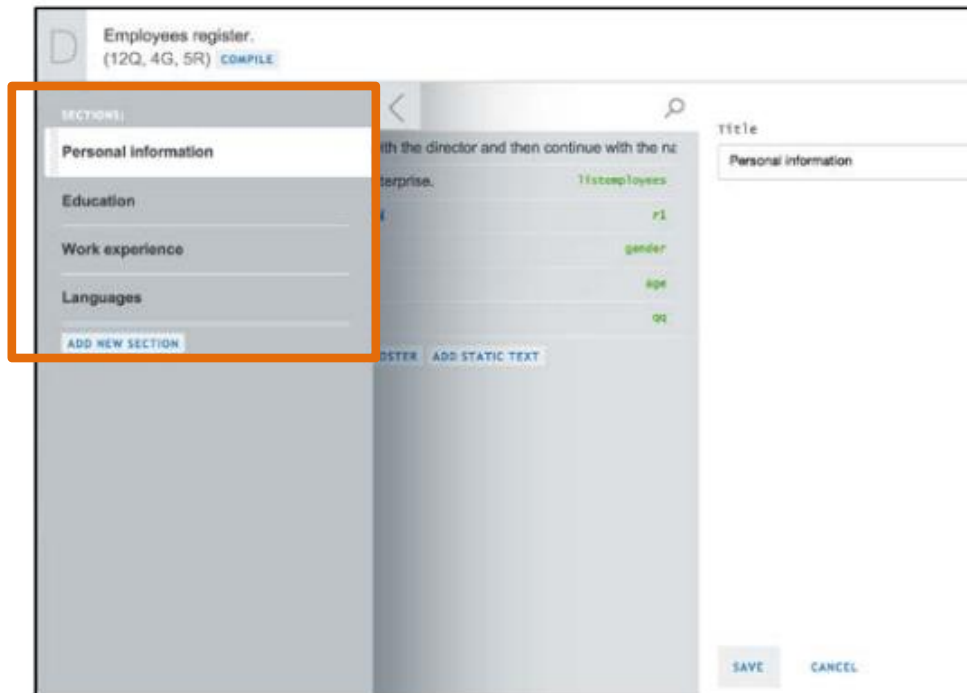 D
Employees register.
(12Q, 4G, 5R) COMPILE
SECTIONS:
Personal information
Education
Work experience
Languages
ADD NEW SECTION
ith the director and then continue with the na
terprise.
listemployees
r1
gender
age
qq
OSTER ADD STATIC TEXT
Title
Personal information
SAVE CANCEL